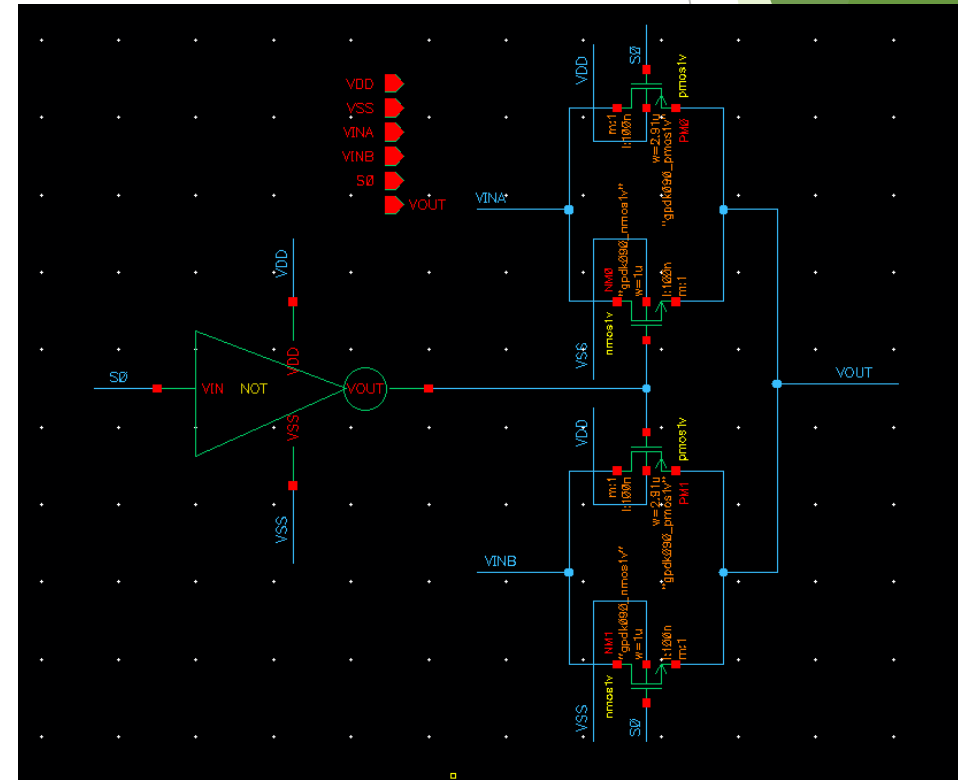 VDD
VSS
VINA
VINB
SØ
VOUT
VDD
SØ
pmos1v
m:1
l:100n
w=2.91u
"gpdk090_pmos1v"
PMØ
VINA
NMØ
"gpdk090_nmos1v"
w=1u
l:100n
m:1
nmos1v
VSS
VDD
SØ
VIN
NOT
VDD
VOUT
VSS
VSS
VOUT
VDD
pmos1v
m:1
l:100n
w=2.91u
"gpdk090_pmos1v"
PM1
VINB
NM1
"gpdk090_nmos1v"
w=1u
l:100n
m:1
nmos1v
VSS
SØ